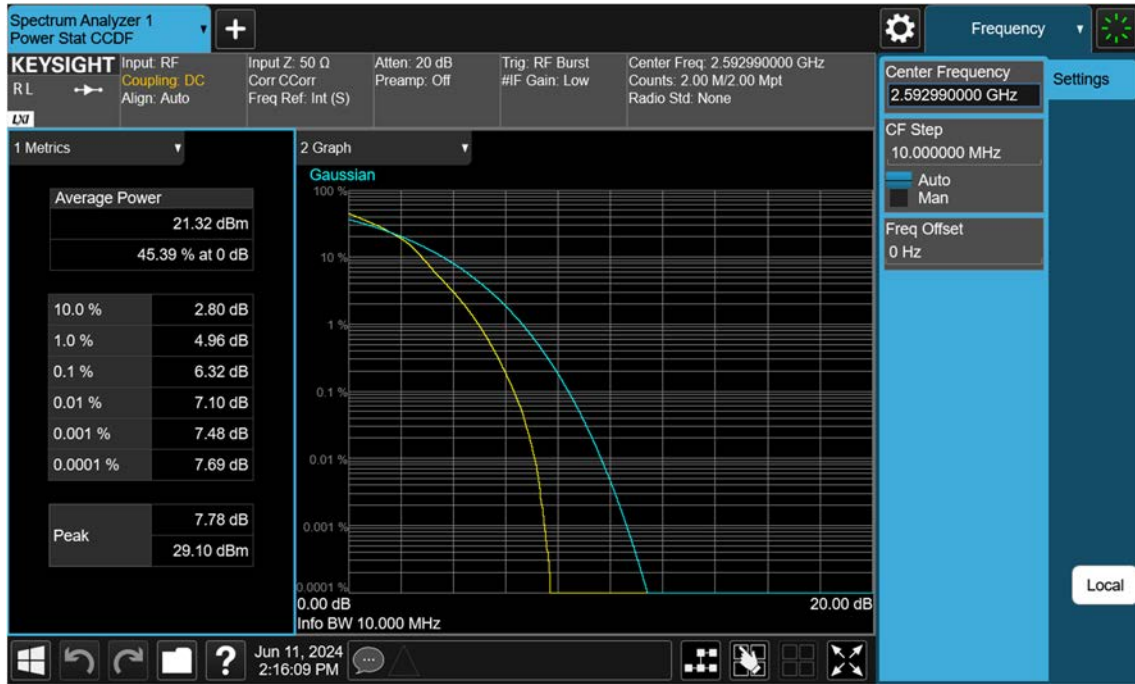 Spectrum Analyzer 1
Power Stat CCDF
+
Frequency
KEYSIGHT
RL
LXI
Input: RF
Coupling: DC
Align: Auto
Input Z: 50 Ω
Corr CCorr
Freq Ref: Int (S)
Atten: 20 dB
Preamp: Off
Trig: RF Burst
#IF Gain: Low
Center Freq: 2.592990000 GHz
Counts: 2.00 M/2.00 Mpt
Radio Std: None
Center Frequency
2.592990000 GHz
Settings
CF Step
10.000000 MHz
Auto
Man
Freq Offset
0 Hz
Local
1 Metrics
Average Power
21.32 dBm
45.39 % at 0 dB
10.0 % 2.80 dB
1.0 % 4.96 dB
0.1 % 6.32 dB
0.01 % 7.10 dB
0.001 % 7.48 dB
0.0001 % 7.69 dB
Peak 7.78 dB
29.10 dBm
2 Graph
Gaussian
100 %
10 %
1 %
0.1 %
0.01 %
0.001 %
0.0001 %
0.00 dB 20.00 dB
Info BW 10.000 MHz
?
Jun 11, 2024
2:16:09 PM